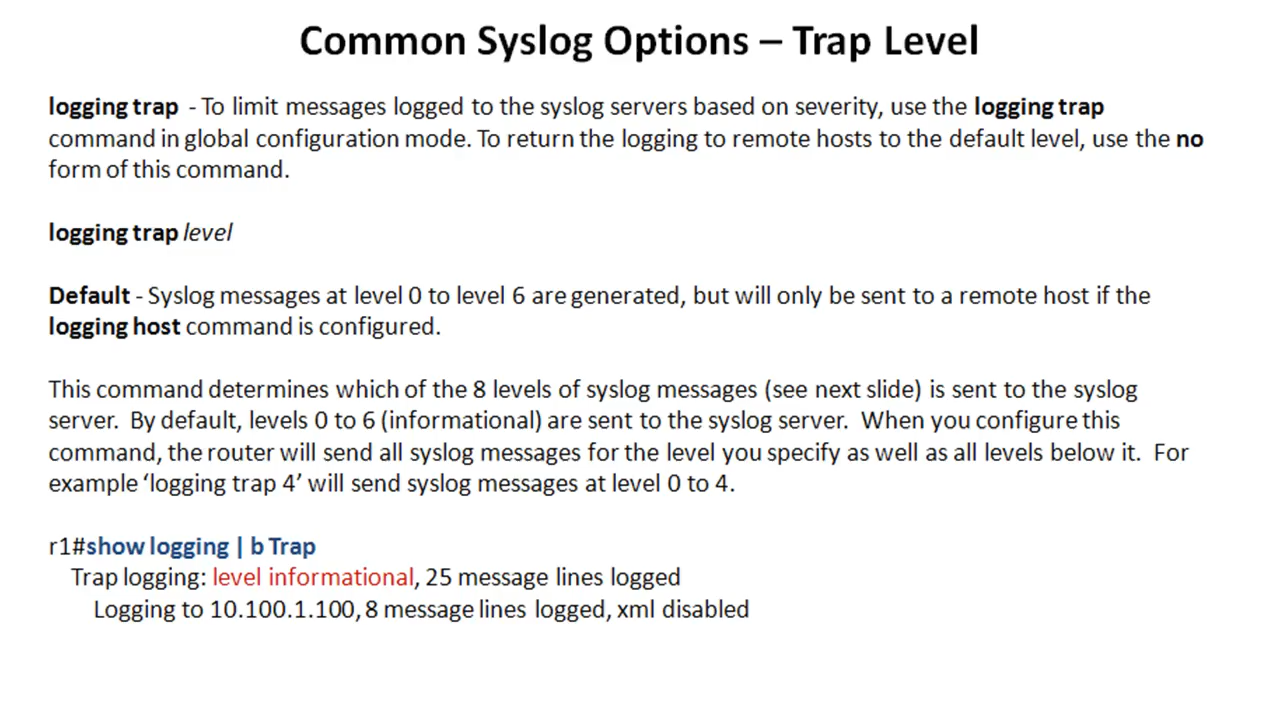 Common Syslog Options – Trap Level
logging trap - To limit messages logged to the syslog servers based on severity, use the logging trap
command in global configuration mode. To return the logging to remote hosts to the default level, use the no
form of this command.
logging trap level
Default - Syslog messages at level 0 to level 6 are generated, but will only be sent to a remote host if the
logging host command is configured.
This command determines which of the 8 levels of syslog messages (see next slide) is sent to the syslog
server. By default, levels 0 to 6 (informational) are sent to the syslog server. When you configure this
command, the router will send all syslog messages for the level you specify as well as all levels below it. For
example ‘logging trap 4’ will send syslog messages at level 0 to 4.
r1#show logging | b Trap
Trap logging: level informational, 25 message lines logged
Logging to 10.100.1.100, 8 message lines logged, xml disabled